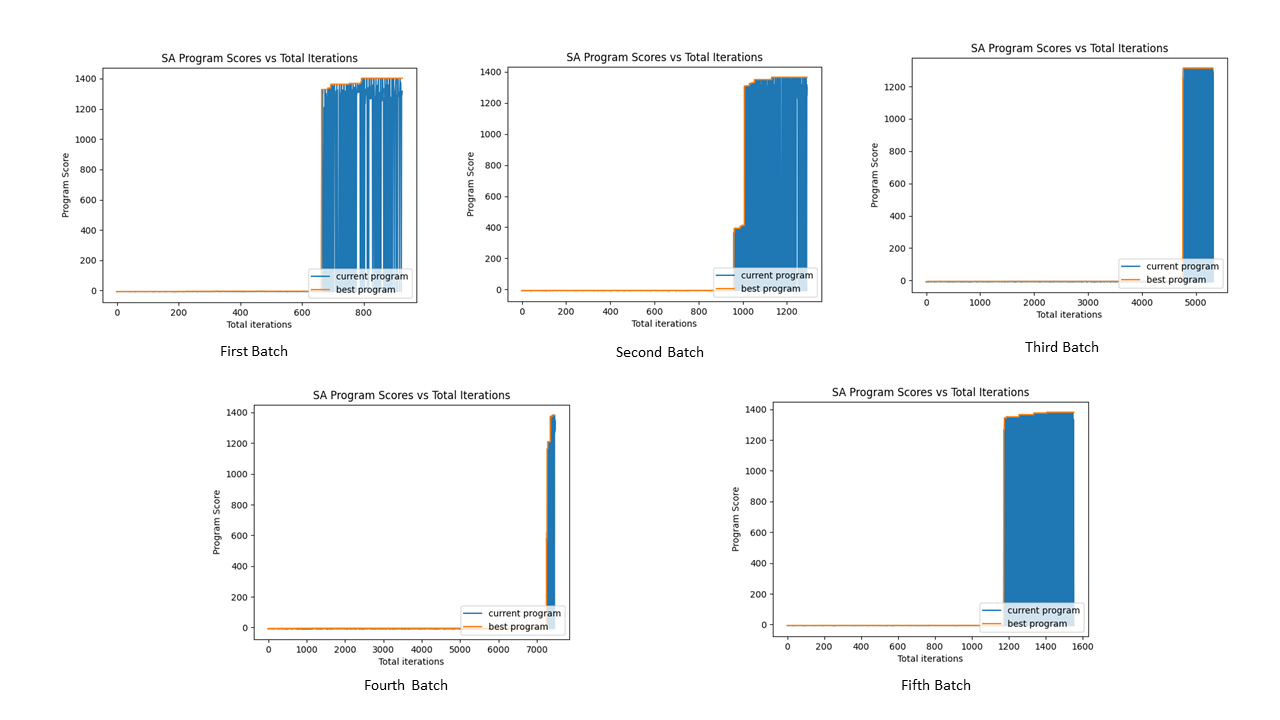 SA Program Scores vs Total Iterations
1400
1200
1000
800
600
400
200
0
Program Score
0 200 400 600 800
Total iterations
current program
best program
First Batch
SA Program Scores vs Total Iterations
1400
1200
1000
800
600
400
200
0
Program Score
0 200 400 600 800 1000 1200
Total iterations
current program
best program
Second Batch
SA Program Scores vs Total Iterations
1200
1000
800
600
400
200
0
Program Score
0 1000 2000 3000 4000 5000
Total iterations
current program
best program
Third Batch
SA Program Scores vs Total Iterations
1400
1200
1000
800
600
400
200
0
Program Score
0 1000 2000 3000 4000 5000 6000 7000
Total iterations
current program
best program
Fourth Batch
SA Program Scores vs Total Iterations
1400
1200
1000
800
600
400
200
0
Program Score
0 200 400 600 800 1000 1200 1400 1600
Total iterations
current program
best program
Fifth Batch